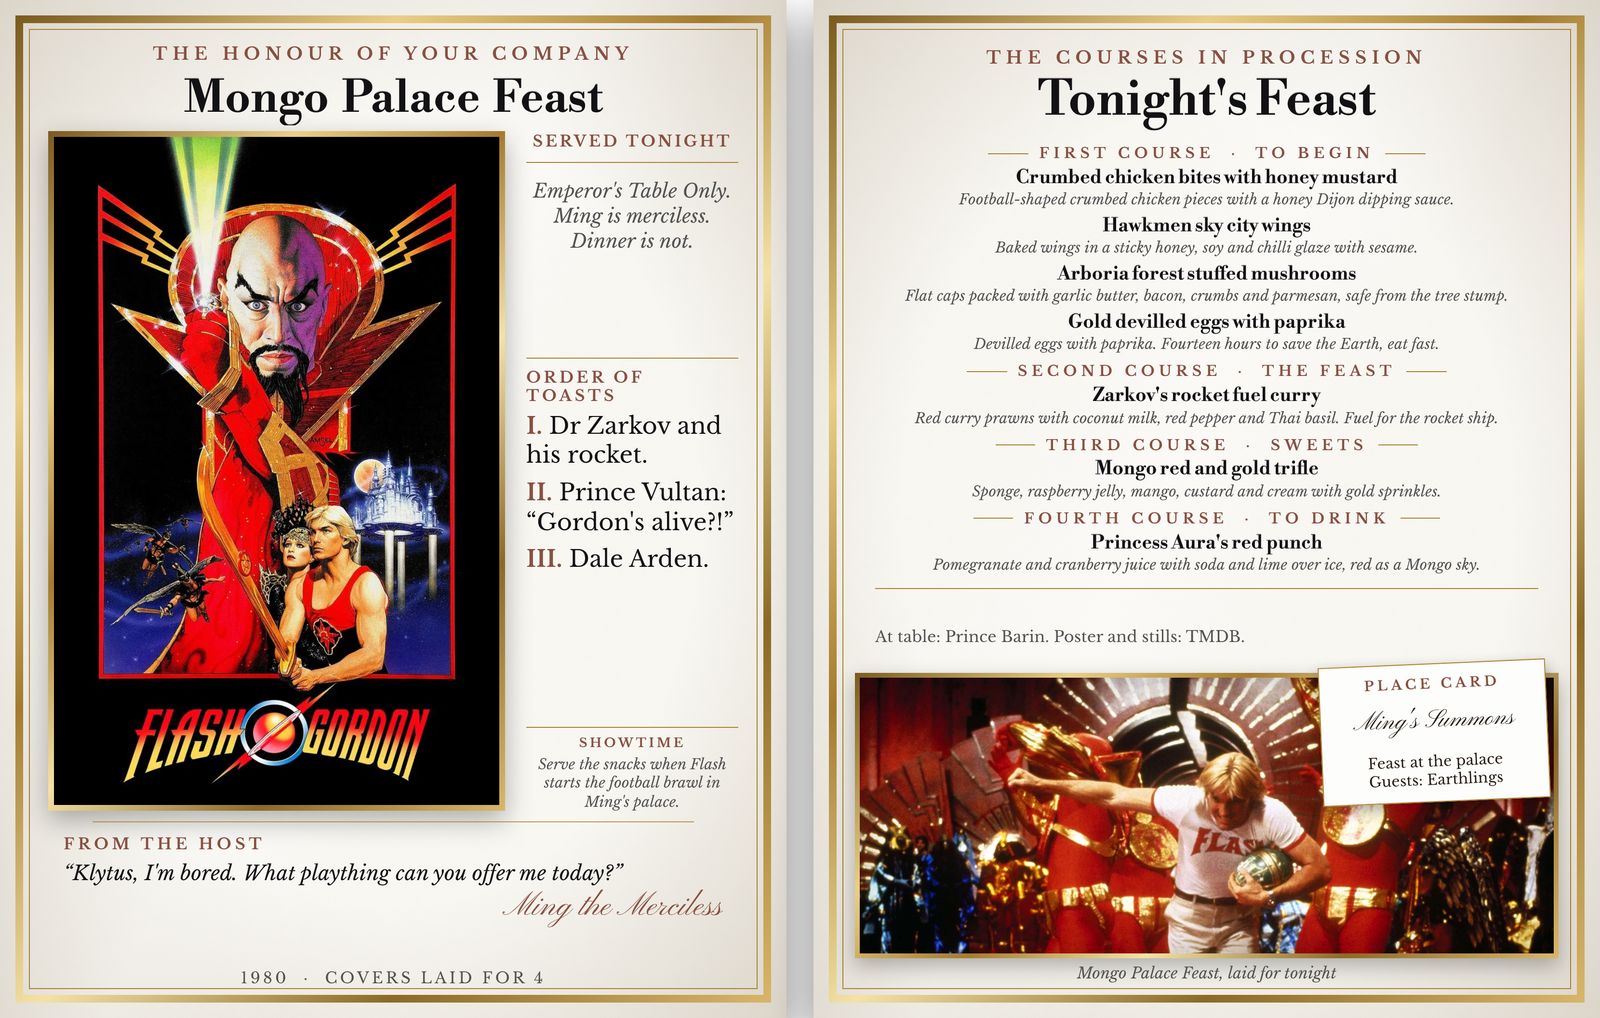 THE HONOUR OF YOUR COMPANY
Mongo Palace Feast
SERVED TONIGHT
Emperor's Table Only.
Ming is merciless.
Dinner is not.
ORDER OF
TOASTS
I. Dr Zarkov and
his rocket.
II. Prince Vultan:
“Gordon's alive?!”
III. Dale Arden.
SHOWTIME
Serve the snacks when Flash
starts the football brawl in
Ming's palace.
AMSEL
FLASH GORDON
FROM THE HOST
“Klytus, I'm bored. What plaything can you offer me today?”
Ming the Merciless
1980 · COVERS LAID FOR 4
THE COURSES IN PROCESSION
Tonight's Feast
FIRST COURSE · TO BEGIN
Crumbed chicken bites with honey mustard
Football-shaped crumbed chicken pieces with a honey Dijon dipping sauce.
Hawkmen sky city wings
Baked wings in a sticky honey, soy and chilli glaze with sesame.
Arboria forest stuffed mushrooms
Flat caps packed with garlic butter, bacon, crumbs and parmesan, safe from the tree stump.
Gold devilled eggs with paprika
Devilled eggs with paprika. Fourteen hours to save the Earth, eat fast.
SECOND COURSE · THE FEAST
Zarkov's rocket fuel curry
Red curry prawns with coconut milk, red pepper and Thai basil. Fuel for the rocket ship.
THIRD COURSE · SWEETS
Mongo red and gold trifle
Sponge, raspberry jelly, mango, custard and cream with gold sprinkles.
FOURTH COURSE · TO DRINK
Princess Aura's red punch
Pomegranate and cranberry juice with soda and lime over ice, red as a Mongo sky.
At table: Prince Barin. Poster and stills: TMDB.
PLACE CARD
Ming's Summons
Feast at the palace
Guests: Earthlings
FLASH
Mongo Palace Feast, laid for tonight